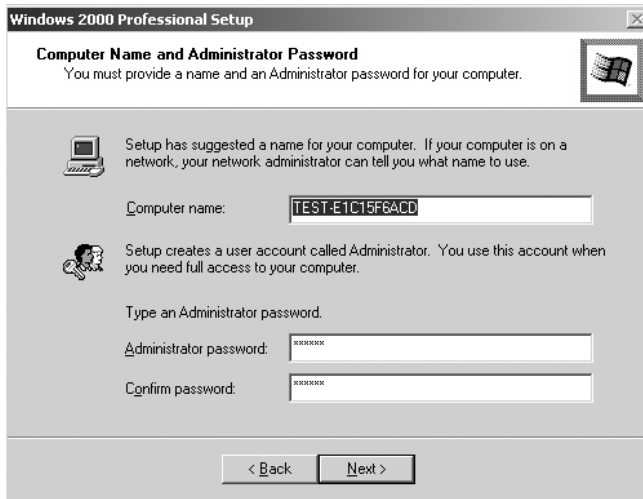 Windows 2000 Professional Setup
Computer Name and Administrator Password
You must provide a name and an Administrator password for your computer.
Setup has suggested a name for your computer. If your computer is on a
network, your network administrator can tell you what name to use.
Computer name:
TEST-E1C15F6ACD
Setup creates a user account called Administrator. You use this account when
you need full access to your computer.
Type an Administrator password.
Administrator password:
xxxxxx
Confirm password:
xxxxxx
< Back
Next >